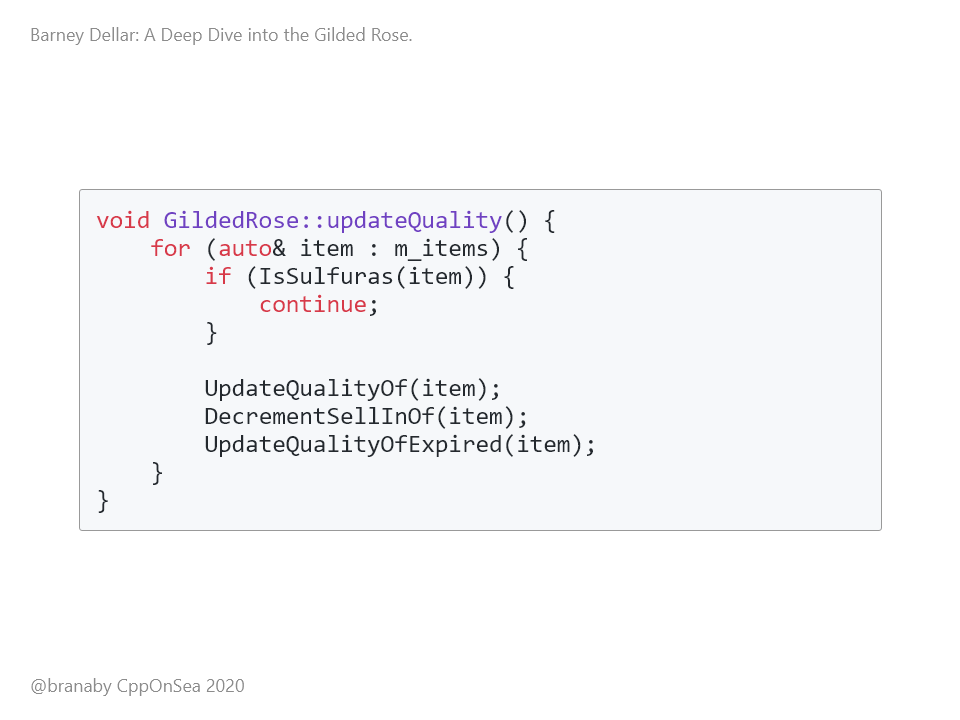 Barney Dellar: A Deep Dive into the Gilded Rose.
void GildedRose::updateQuality() {
    for (auto& item : m_items) {
        if (IsSulfuras(item)) {
            continue;
        }

        UpdateQualityOf(item);
        DecrementSellInOf(item);
        UpdateQualityOfExpired(item);
    }
}
@branaby CppOnSea 2020